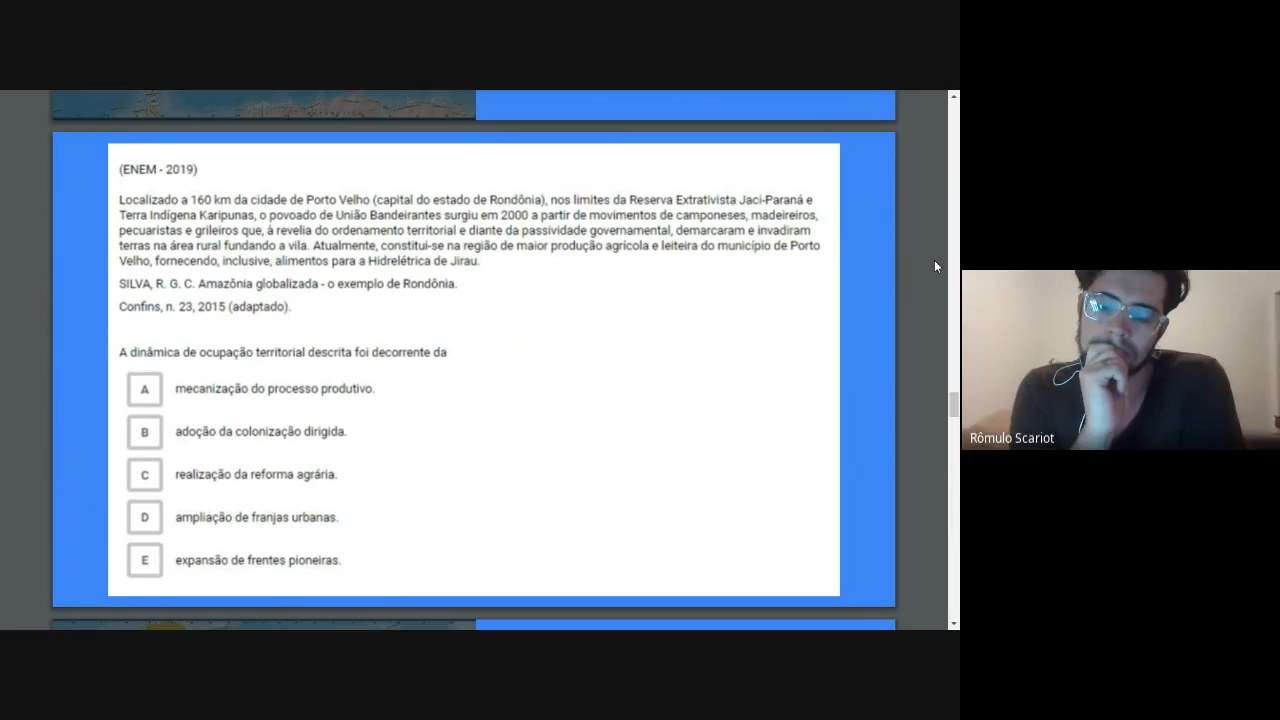 (ENEM - 2019)
Localizado a 160 km da cidade de Porto Velho (capital do estado de Rondônia), nos limites da Reserva Extrativista Jaci-Paraná e
Terra Indígena Karipunas, o povoado de União Bandeirantes surgiu em 2000 a partir de movimentos de camponeses, madeireiros,
pecuaristas e grileiros que, à revelia do ordenamento territorial e diante da passividade governamental, demarcaram e invadiram
terras na área rural fundando a vila. Atualmente, constitui-se na região de maior produção agrícola e leiteira do município de Porto
Velho, fornecendo, inclusive, alimentos para a Hidrelétrica de Jirau.
SILVA, R. G. C. Amazônia globalizada - o exemplo de Rondônia.
Confins, n. 23, 2015 (adaptado).
A dinâmica de ocupação territorial descrita foi decorrente da
A mecanização do processo produtivo.
B adoção da colonização dirigida.
C realização da reforma agrária.
D ampliação de franjas urbanas.
E expansão de frentes pioneiras.
Rômulo Scariot